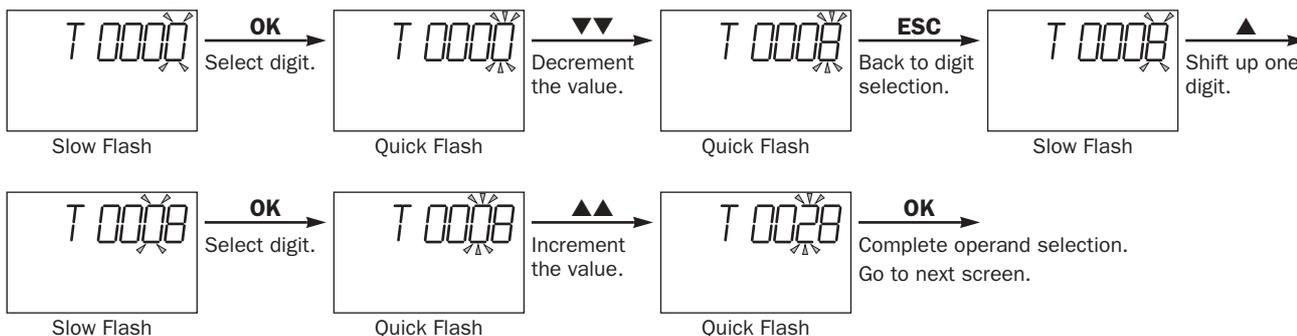 T 0000
OK
Select digit.
Slow Flash
T 0000
▼▼
Decrement
the value.
Quick Flash
T 0008
ESC
Back to digit
selection.
Quick Flash
T 0008
▲
Shift up one
digit.
Slow Flash
T 0008
OK
Select digit.
Slow Flash
T 0008
▲▲
Increment
the value.
Quick Flash
T 0028
OK
Complete operand selection.
Go to next screen.
Quick Flash